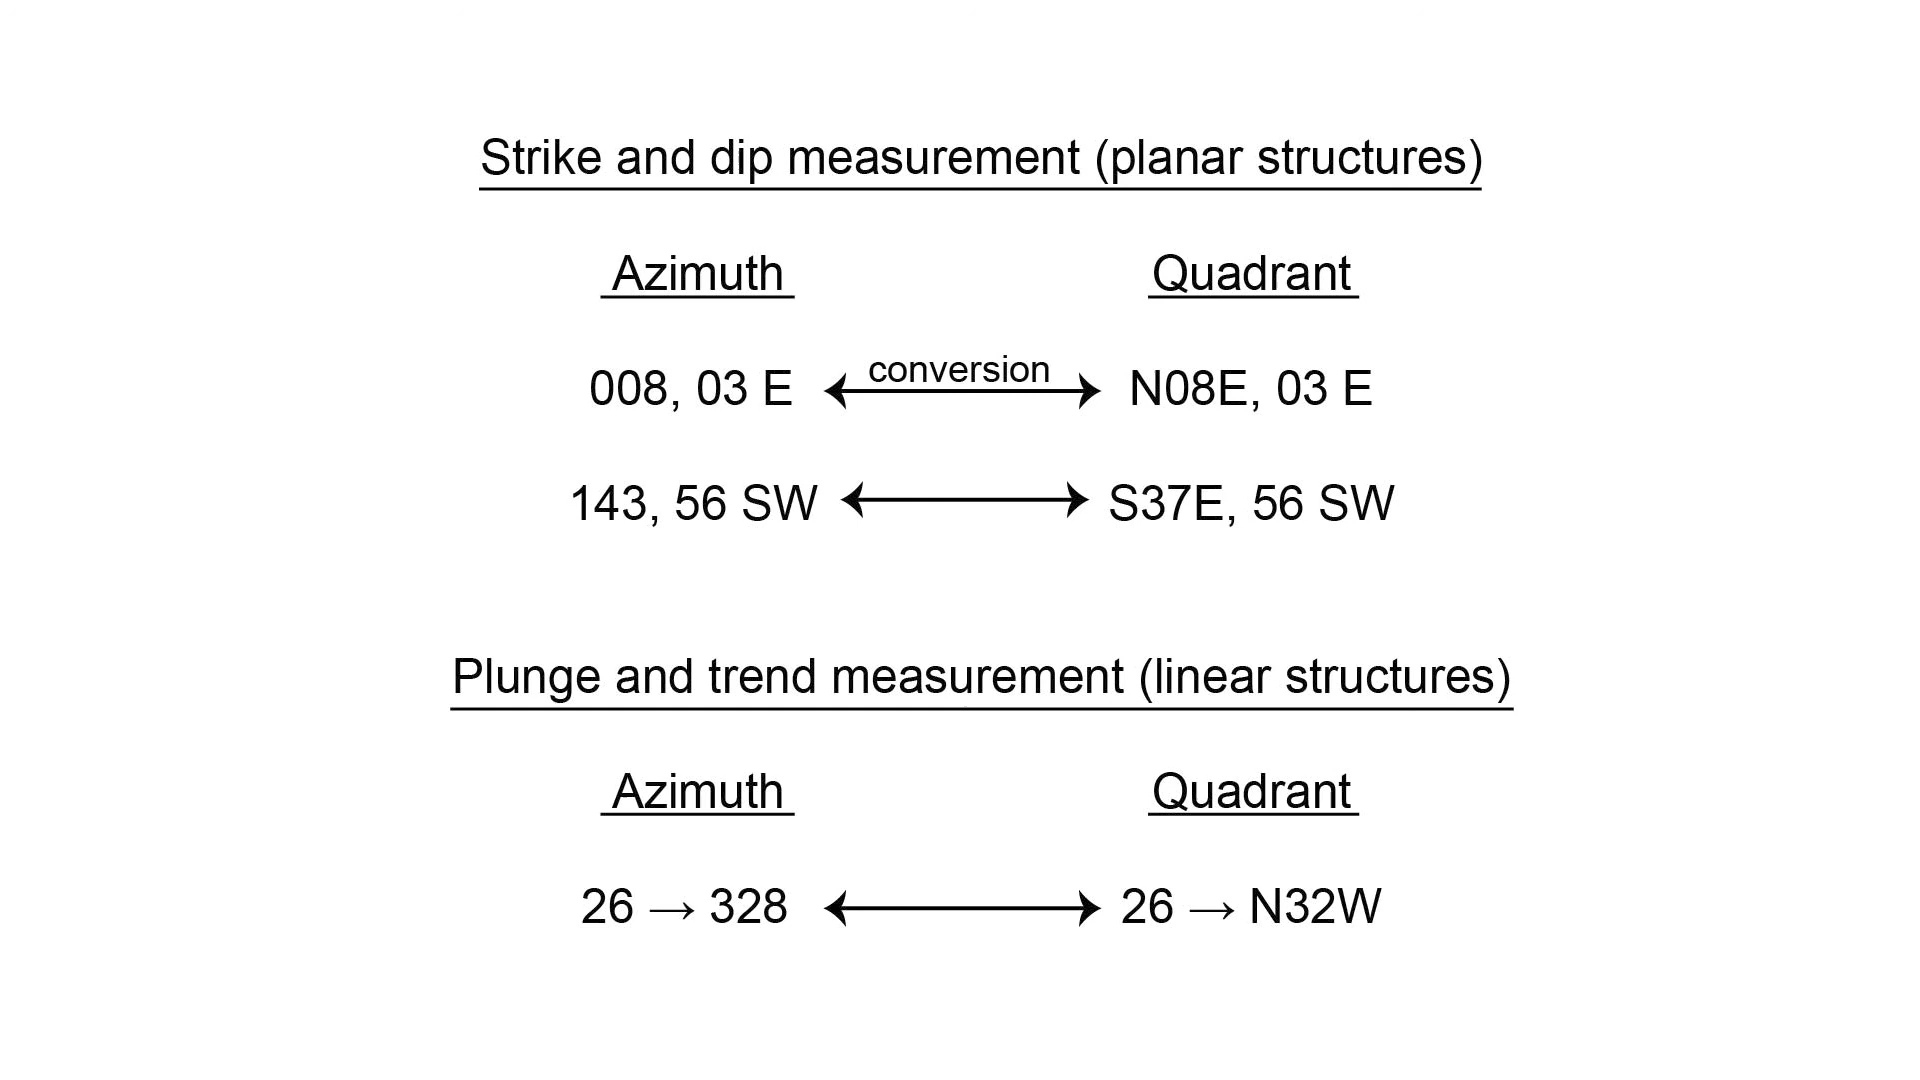 Strike and dip measurement (planar structures)
Azimuth Quadrant
008, 03 E conversion N08E, 03 E
143, 56 SW S37E, 56 SW
Plunge and trend measurement (linear structures)
Azimuth Quadrant
26 → 328 26 → N32W